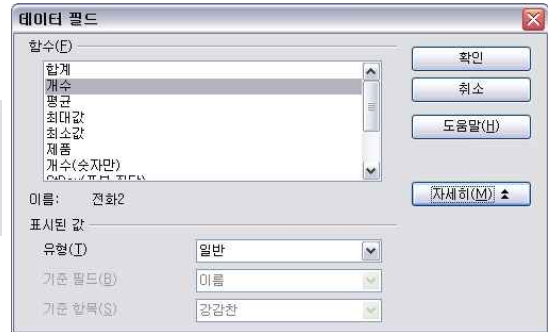 데이터 필드
함수(F)
합계
개수
평균
최대값
최소값
제품
개수(숫자만)
이름: 전화2
표시된 값
유형(T) 일반
기준 필드(B) 이름
기준 항목(S) 강감찬
확인
취소
도움말(H)
자세히(M)